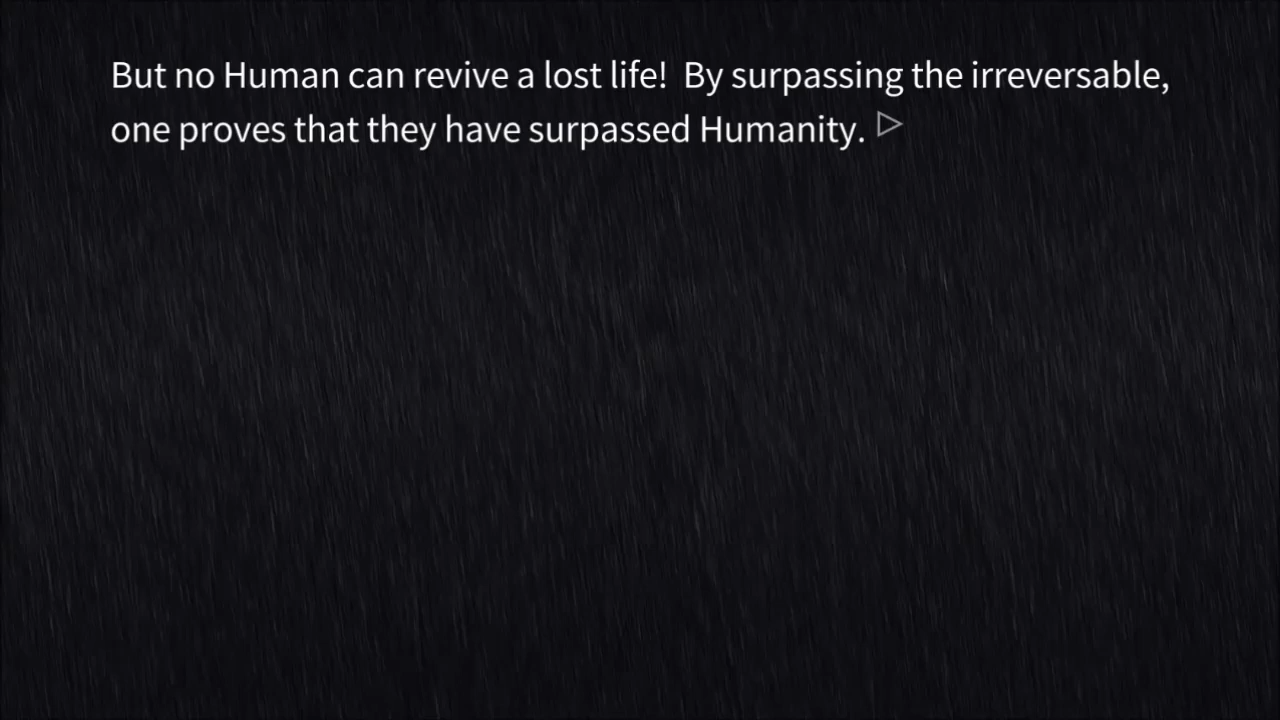 But no Human can revive a lost life!  By surpassing the irreversable,
one proves that they have surpassed Humanity.